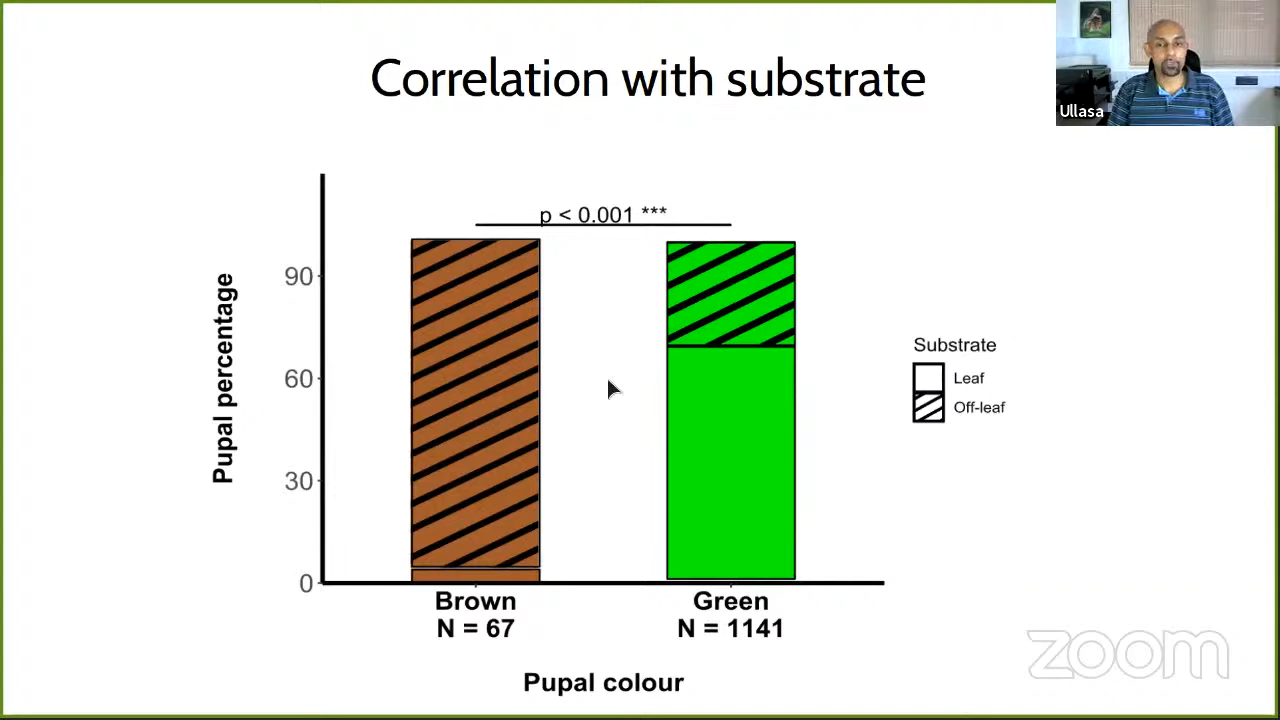 Correlation with substrate
Ullasa
p < 0.001 ***
90
60
30
0
Pupal percentage
Substrate
Leaf
Off-leaf
Brown
N = 67
Green
N = 1141
Pupal colour
zoom